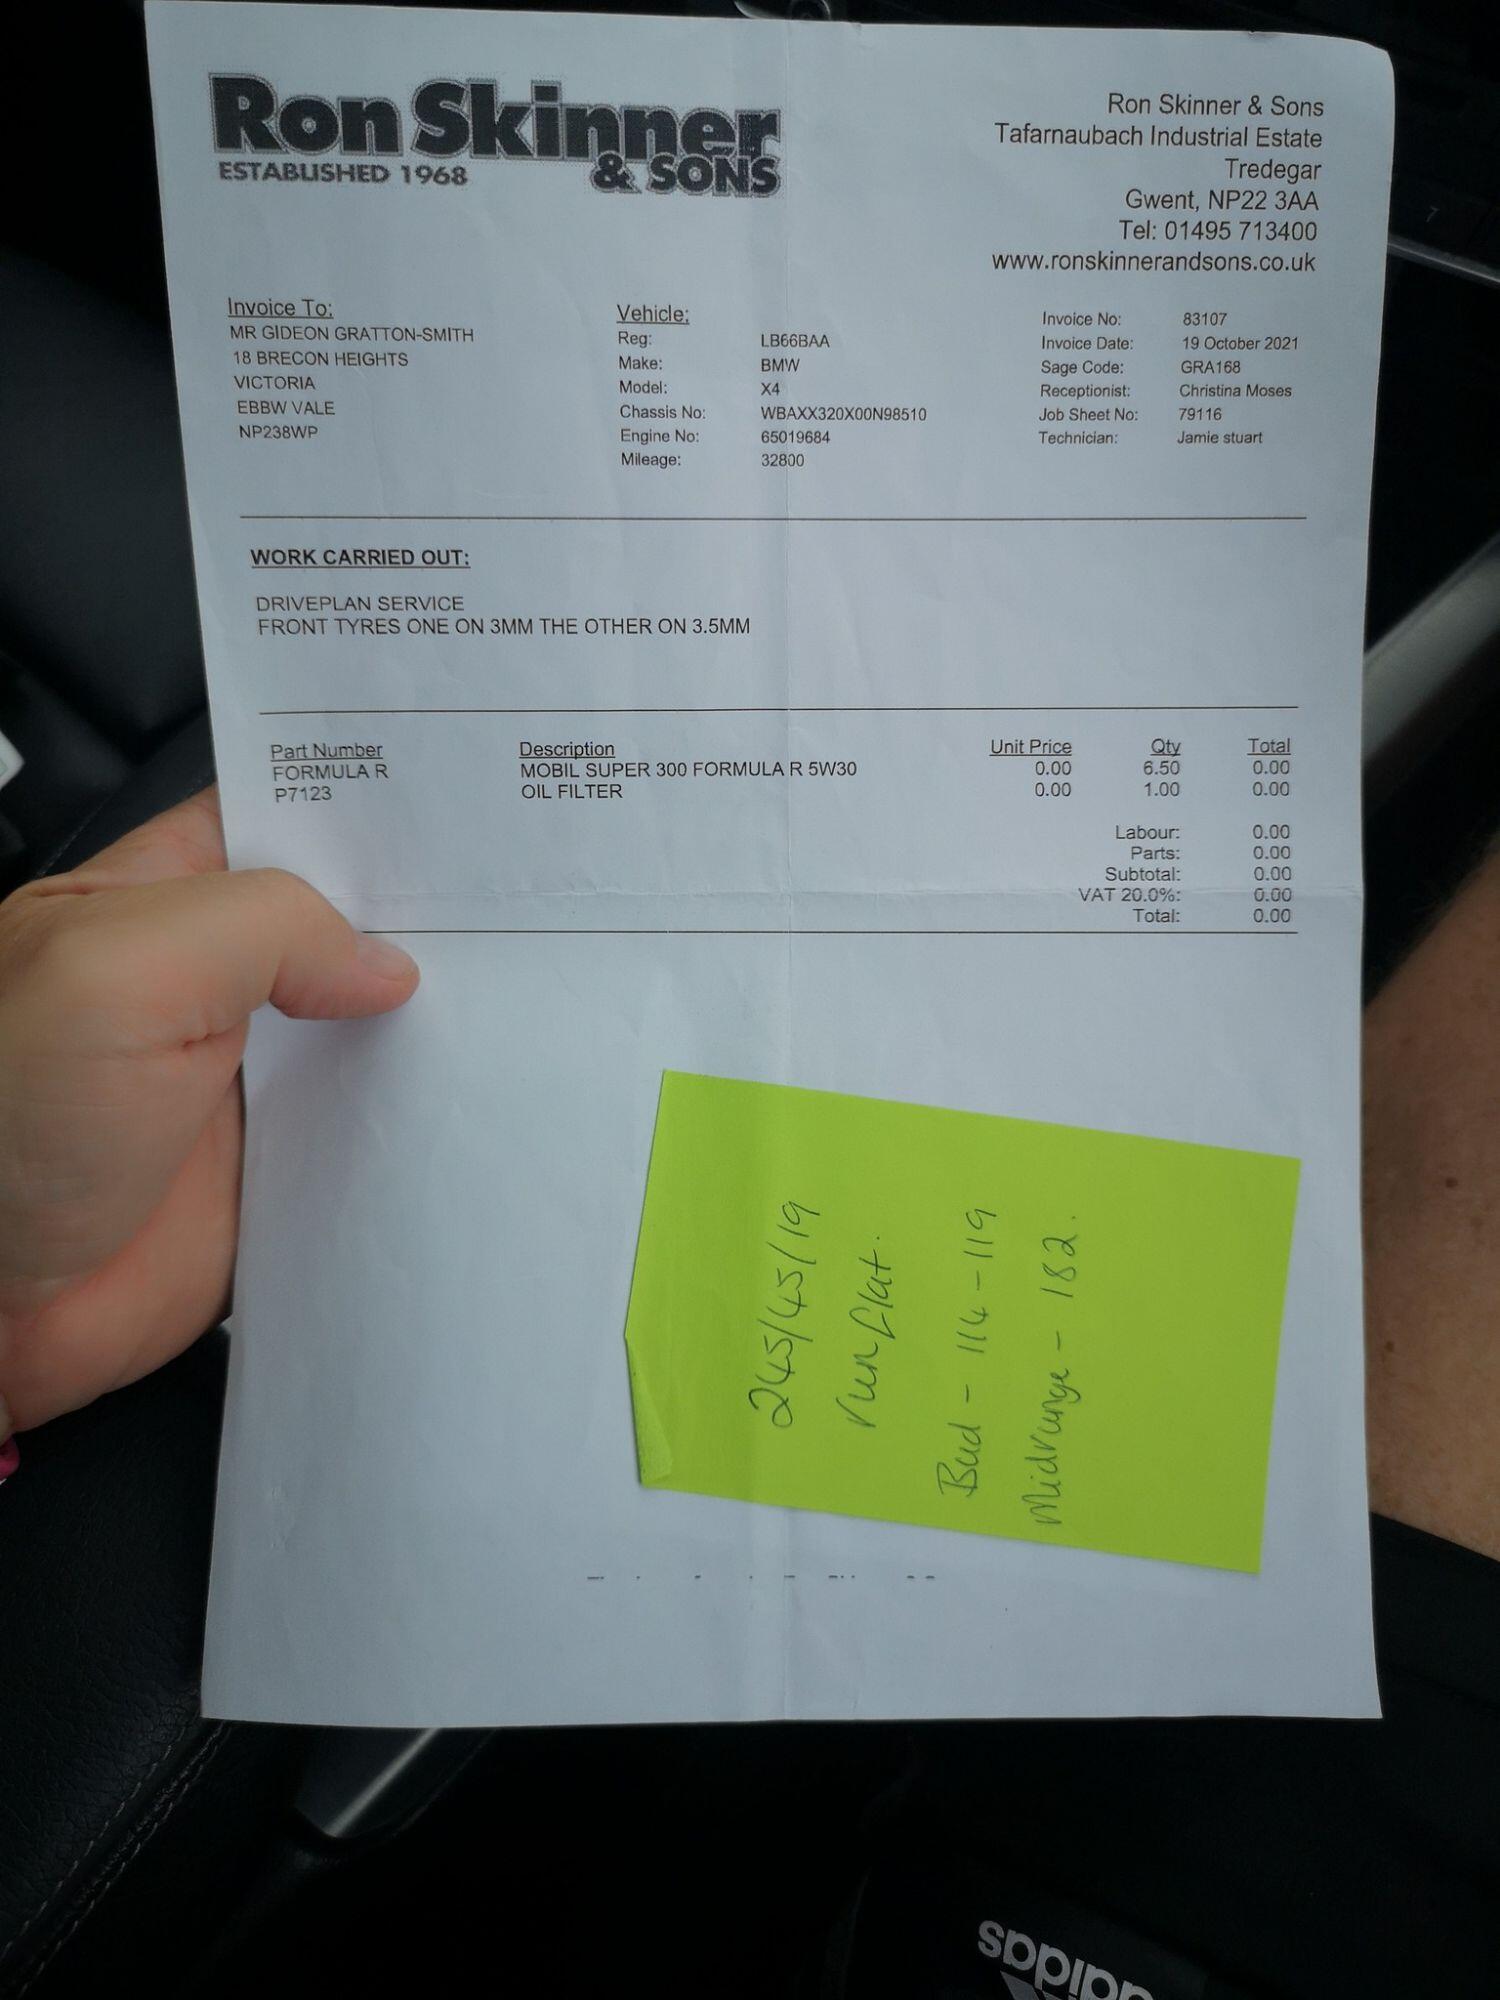 Ron Skinner
& SONS
ESTABLISHED 1968
Ron Skinner & Sons
Tafarnaubach Industrial Estate
Tredegar
Gwent, NP22 3AA
Tel: 01495 713400
www.ronskinnerandsons.co.uk
Invoice To:
MR GIDEON GRATTON-SMITH
18 BRECON HEIGHTS
VICTORIA
EBBW VALE
NP238WP
Vehicle:
Reg: LB66BAA
Make: BMW
Model: X4
Chassis No: WBAXX320X00N98510
Engine No: 65019684
Mileage: 32800
Invoice No: 83107
Invoice Date: 19 October 2021
Sage Code: GRA168
Receptionist: Christina Moses
Job Sheet No: 79116
Technician: Jamie stuart
WORK CARRIED OUT:
DRIVEPLAN SERVICE
FRONT TYRES ONE ON 3MM THE OTHER ON 3.5MM
Part Number Description Unit Price Qty Total
FORMULA R MOBIL SUPER 300 FORMULA R 5W30 0.00 6.50 0.00
P7123 OIL FILTER 0.00 1.00 0.00
Labour: 0.00
Parts: 0.00
Subtotal: 0.00
VAT 20.0%: 0.00
Total: 0.00
245/45/19
runflat.
Bud - 114 - 119
Midrange - 182.
adidas
7